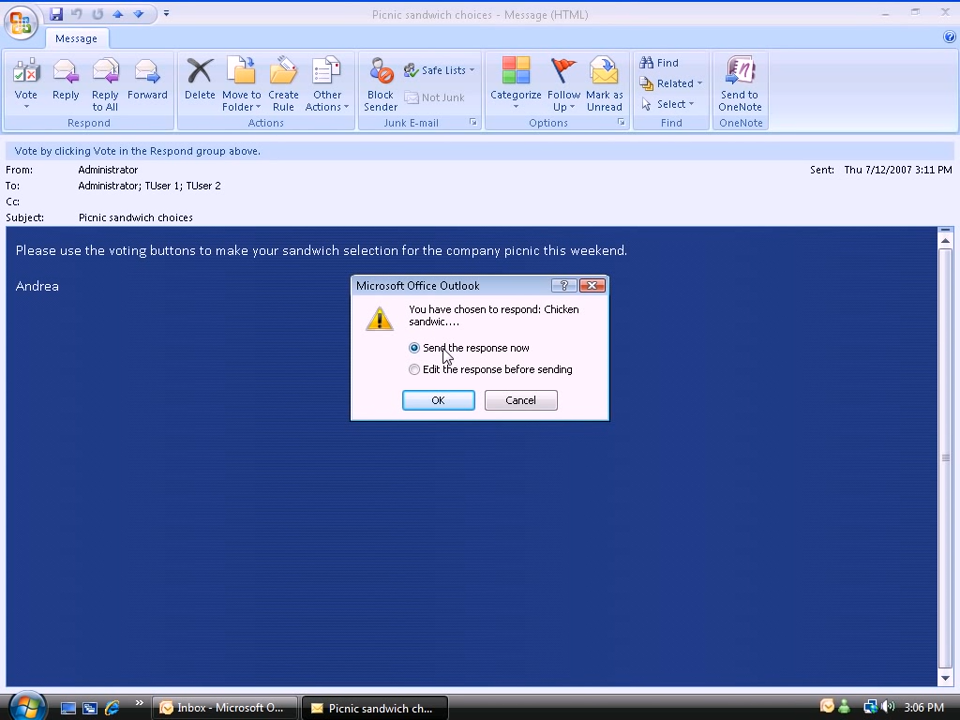 Picnic sandwich choices - Message (HTML)
Message
Vote
Reply
Reply to All
Forward
Respond
Delete
Move to Folder
Create Rule
Other Actions
Actions
Block Sender
Safe Lists
Not Junk
Junk E-mail
Categorize
Follow Up
Mark as Unread
Options
Find
Related
Select
Find
Send to OneNote
OneNote
Vote by clicking Vote in the Respond group above.
From: Administrator
Sent: Thu 7/12/2007 3:11 PM
To: Administrator; TUser 1; TUser 2
Cc:
Subject: Picnic sandwich choices
Please use the voting buttons to make your sandwich selection for the company picnic this weekend.
Andrea
Microsoft Office Outlook
You have chosen to respond: Chicken
sandwic....
Send the response now
Edit the response before sending
OK
Cancel
Inbox - Microsoft O...
Picnic sandwich ch...
3:06 PM